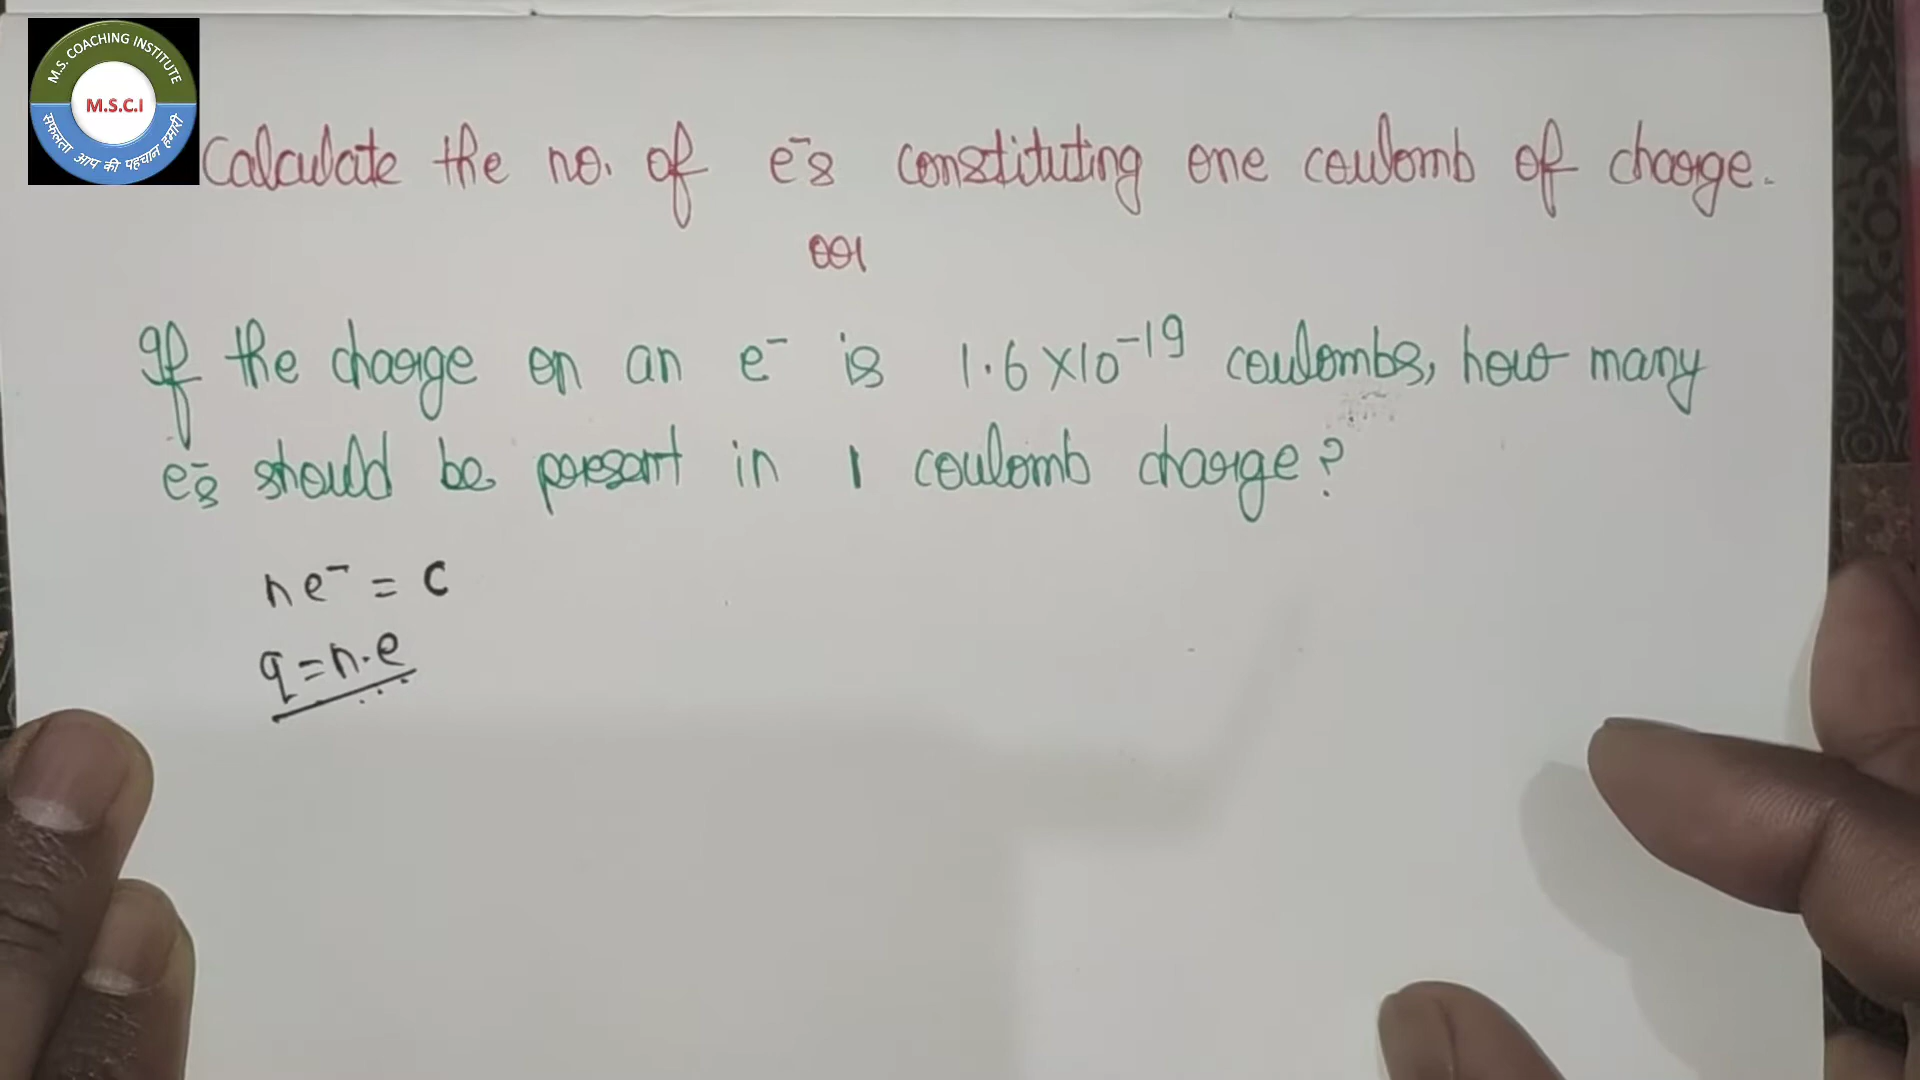 M.S. COACHING INSTITUTE
M.S.C.I
सफलता आप की पहचान हमारी
Calculate the no. of e⁻s constituting one coulomb of charge.
or
If the charge on an e⁻ is 1.6×10⁻¹⁹ coulombs, how many
e⁻s should be present in 1 coulomb charge?
n e⁻ = C
q=n.e